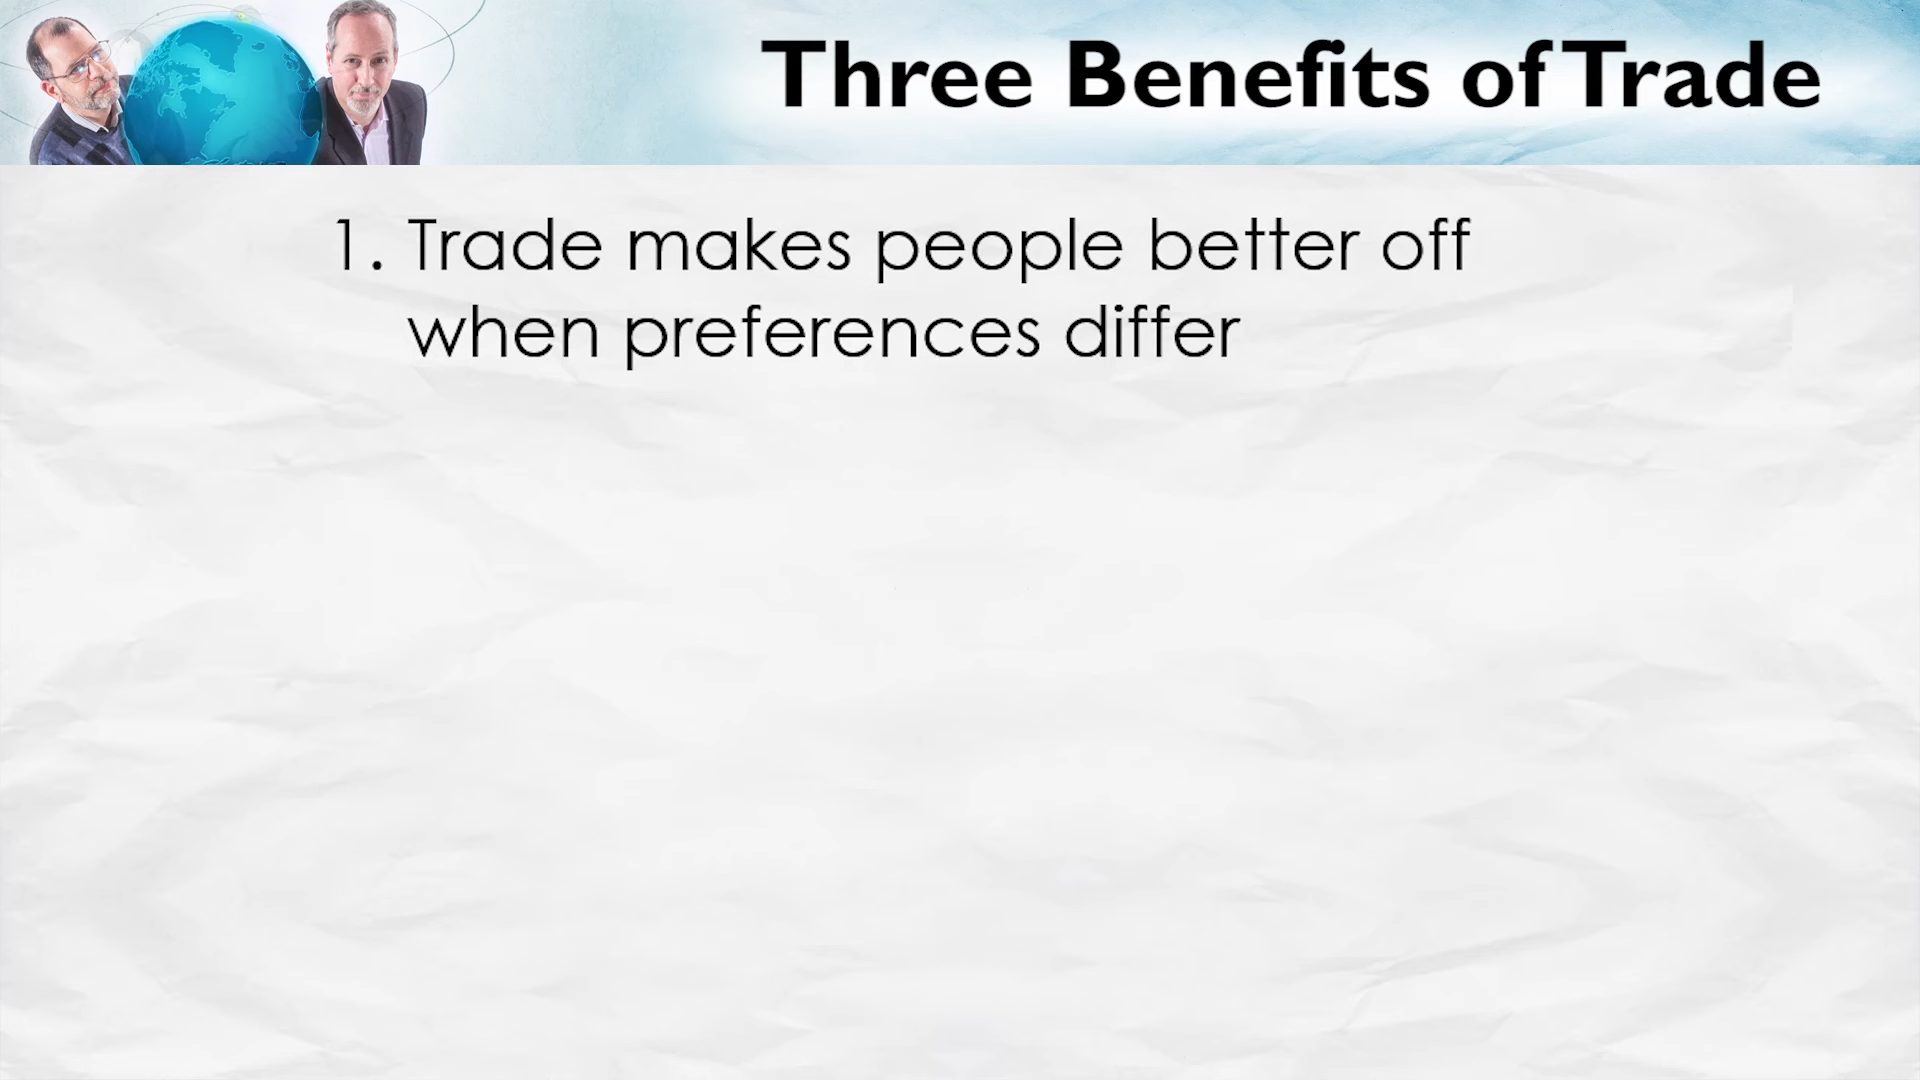 Three Benefits of Trade
1. Trade makes people better off
when preferences differ